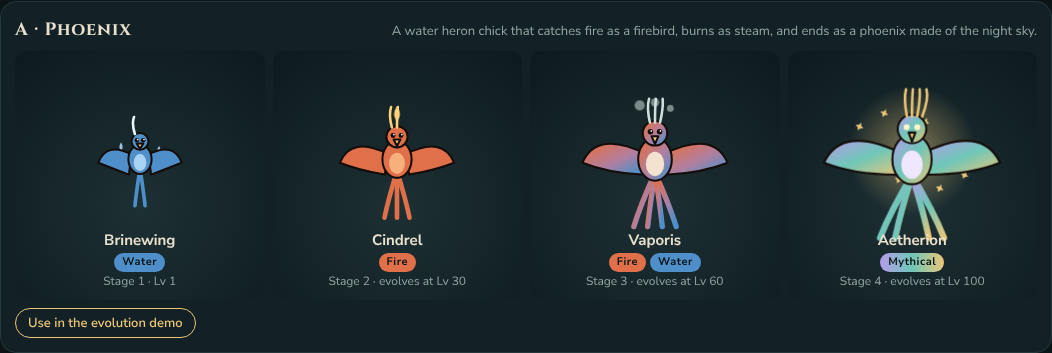 A · Phoenix
A water heron chick that catches fire as a firebird, burns as steam, and ends as a phoenix made of the night sky.
Brinewing
Water
Stage 1 · Lv 1
Cindrel
Fire
Stage 2 · evolves at Lv 30
Vaporis
Fire Water
Stage 3 · evolves at Lv 60
Aetherion
Mythical
Stage 4 · evolves at Lv 100
Use in the evolution demo